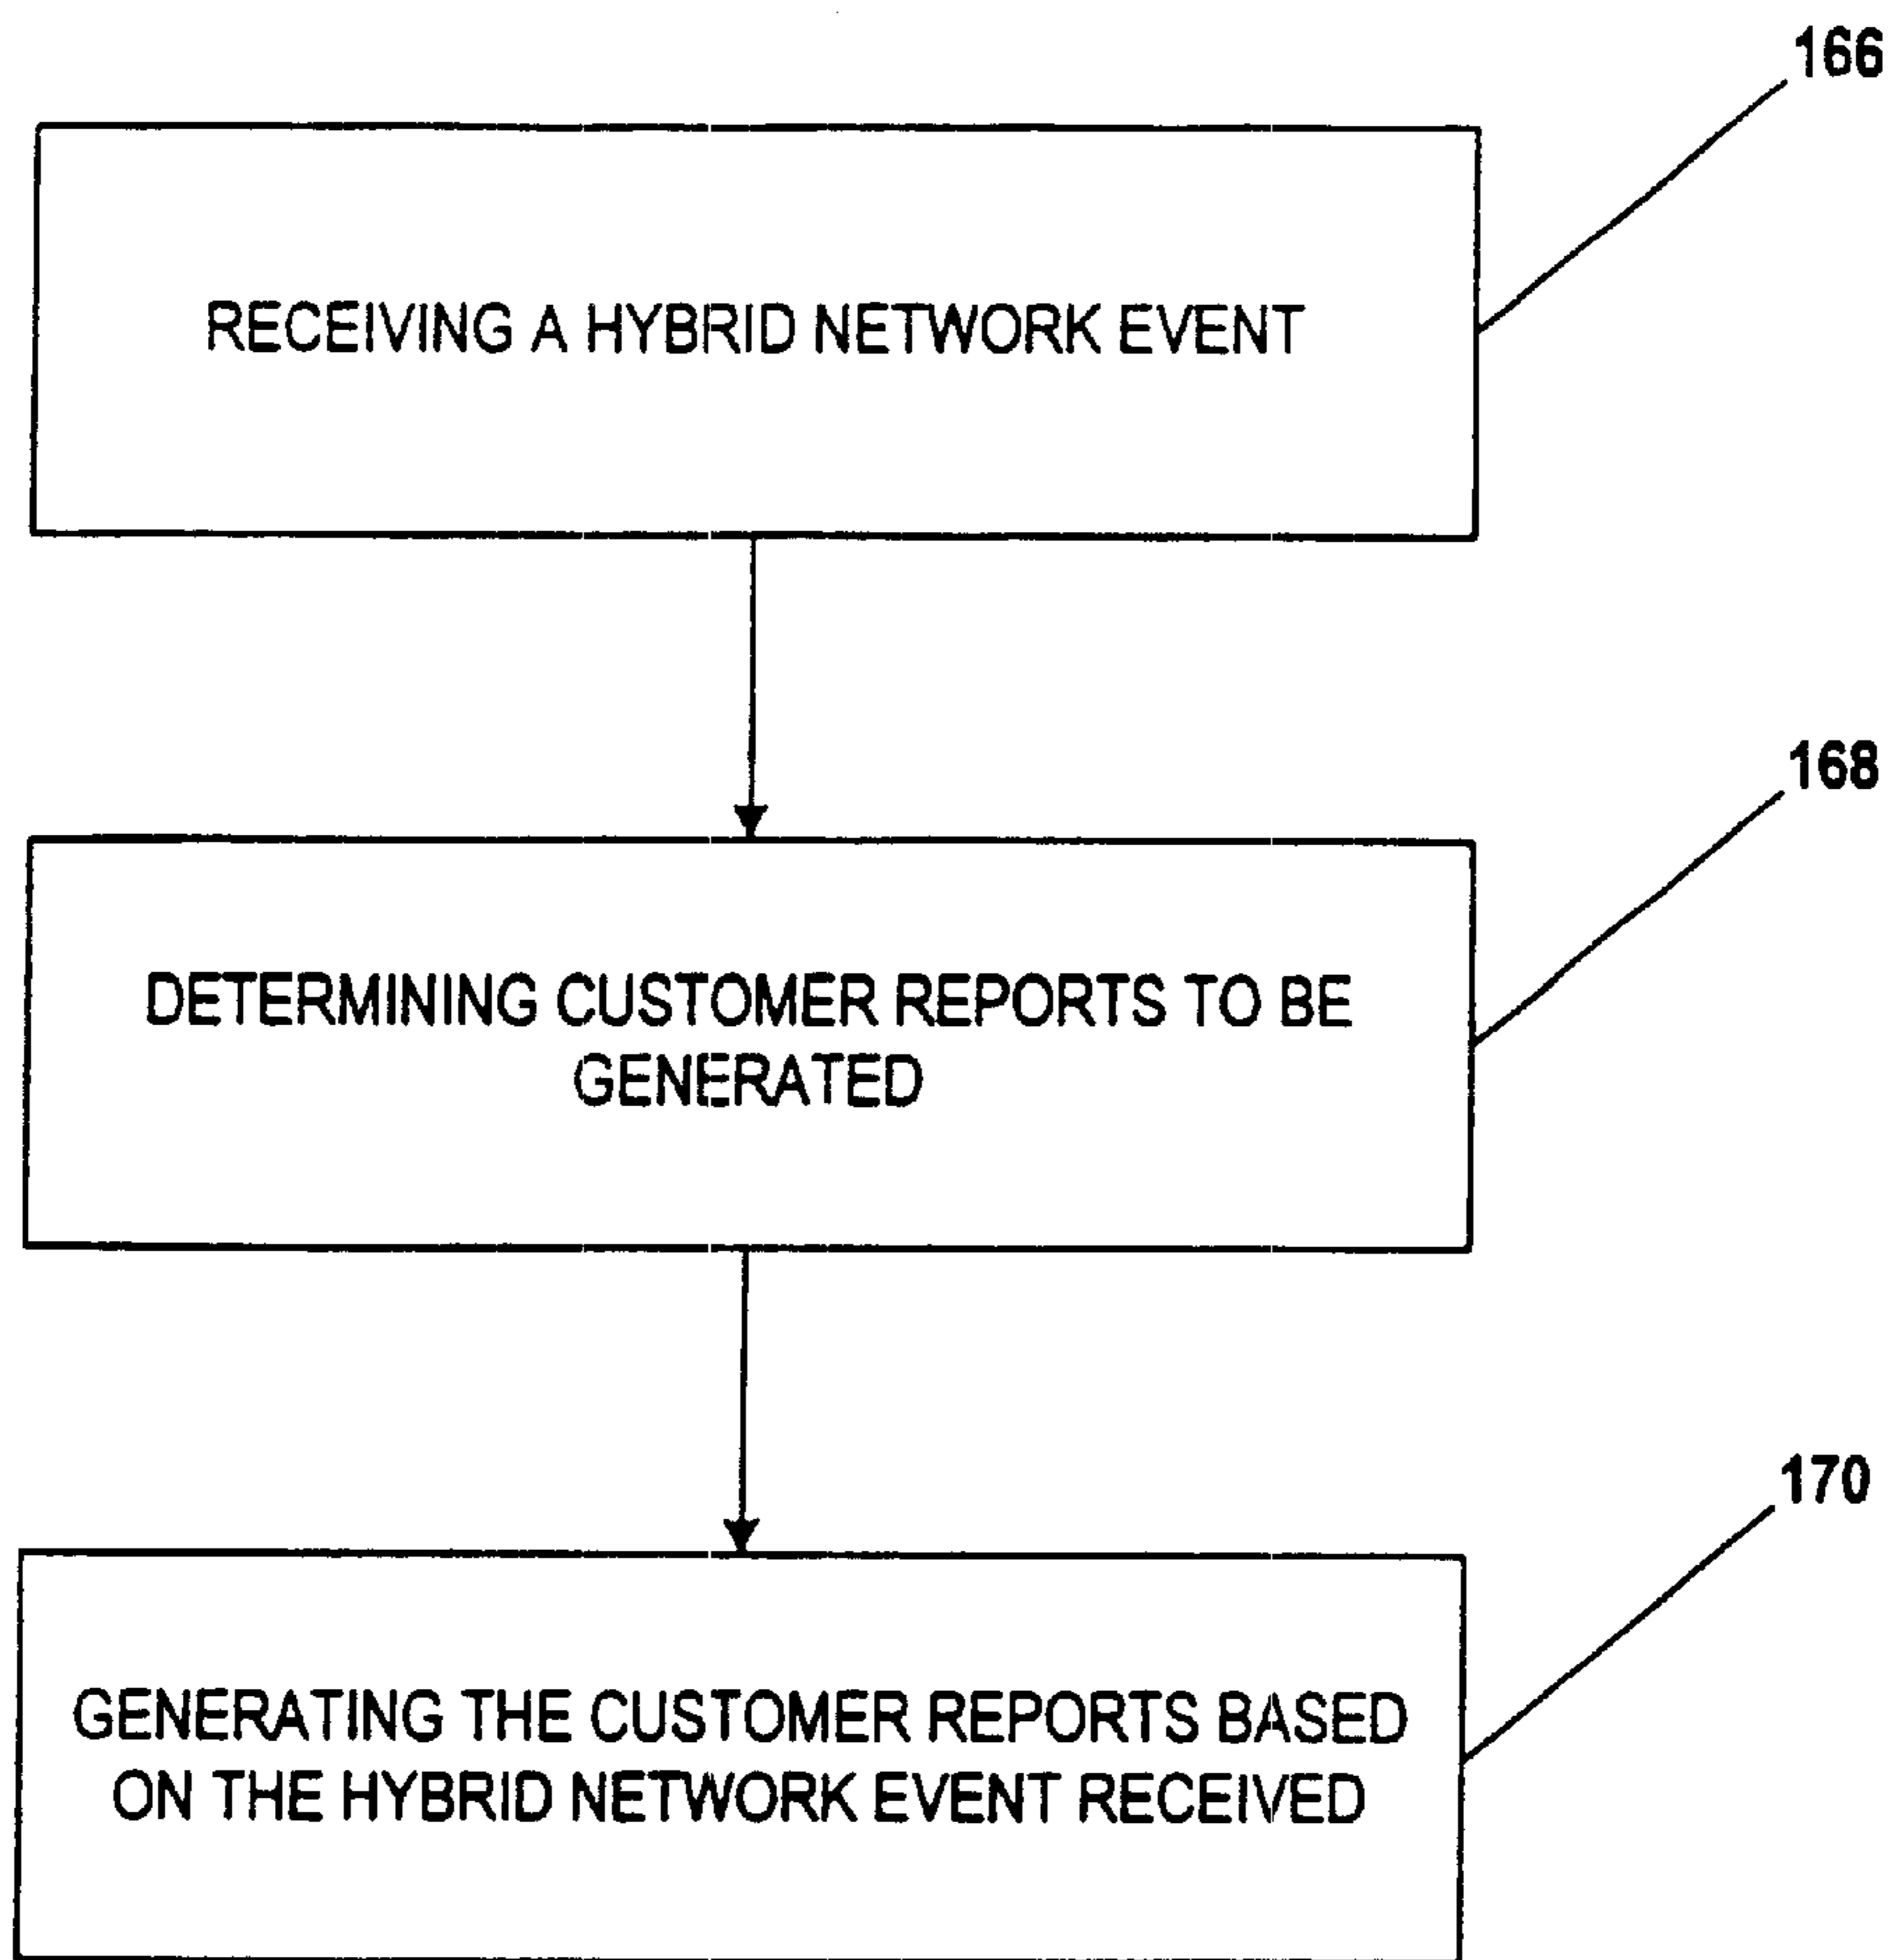 166
RECEIVING A HYBRID NETWORK EVENT
168
DETERMINING CUSTOMER REPORTS TO BE
GENERATED
170
GENERATING THE CUSTOMER REPORTS BASED
ON THE HYBRID NETWORK EVENT RECEIVED